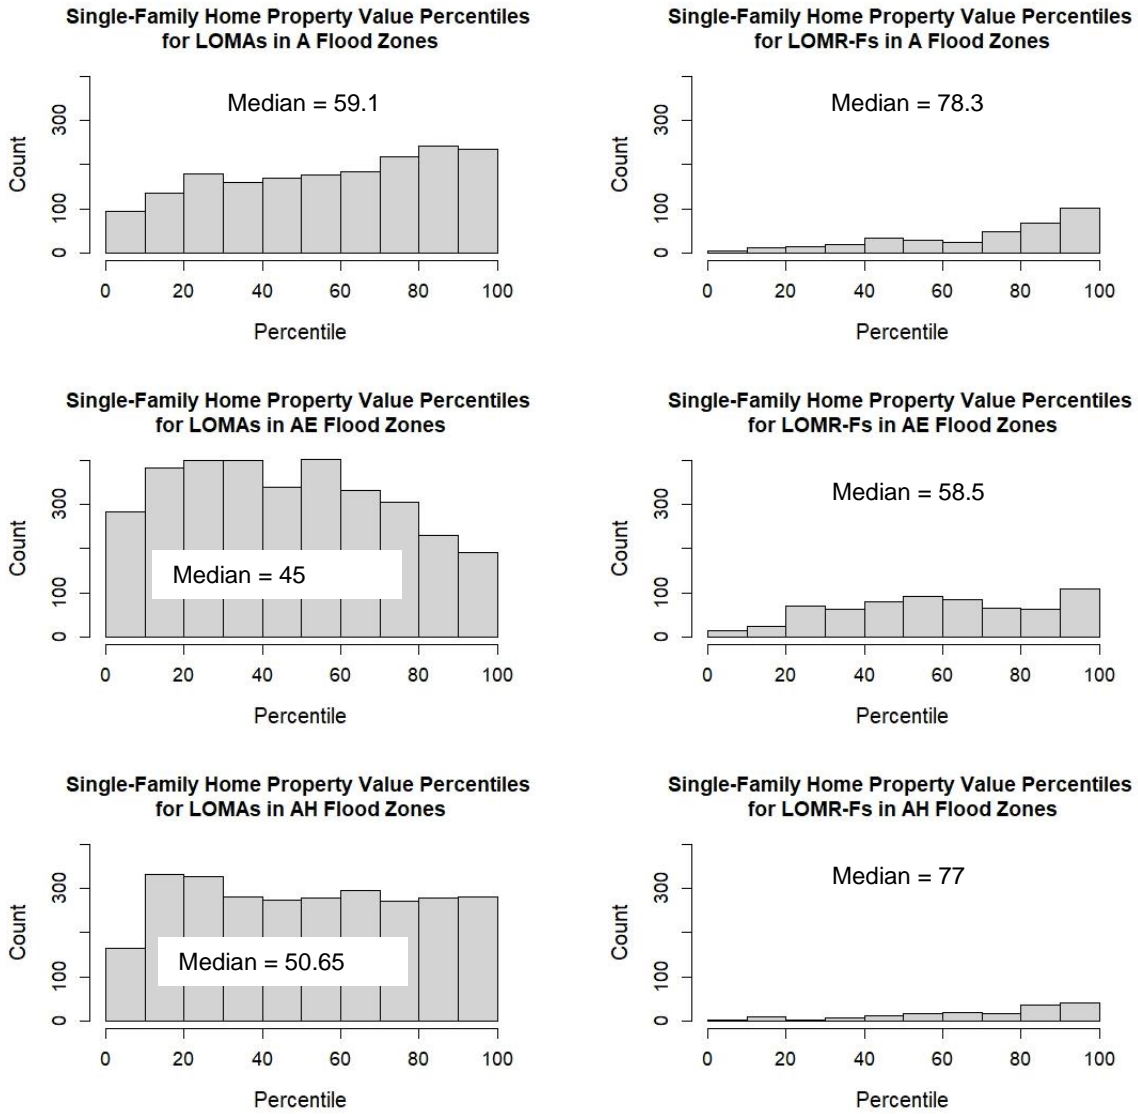 Single-Family Home Property Value Percentiles
for LOMAs in A Flood Zones
Median = 59.1
Count
300
100
0
0 20 40 60 80 100
Percentile
Single-Family Home Property Value Percentiles
for LOMR-Fs in A Flood Zones
Median = 78.3
Count
300
100
0
0 20 40 60 80 100
Percentile
Single-Family Home Property Value Percentiles
for LOMAs in AE Flood Zones
Median = 45
Count
300
100
0
0 20 40 60 80 100
Percentile
Single-Family Home Property Value Percentiles
for LOMR-Fs in AE Flood Zones
Median = 58.5
Count
300
100
0
0 20 40 60 80 100
Percentile
Single-Family Home Property Value Percentiles
for LOMAs in AH Flood Zones
Median = 50.65
Count
300
100
0
0 20 40 60 80 100
Percentile
Single-Family Home Property Value Percentiles
for LOMR-Fs in AH Flood Zones
Median = 77
Count
300
100
0
0 20 40 60 80 100
Percentile